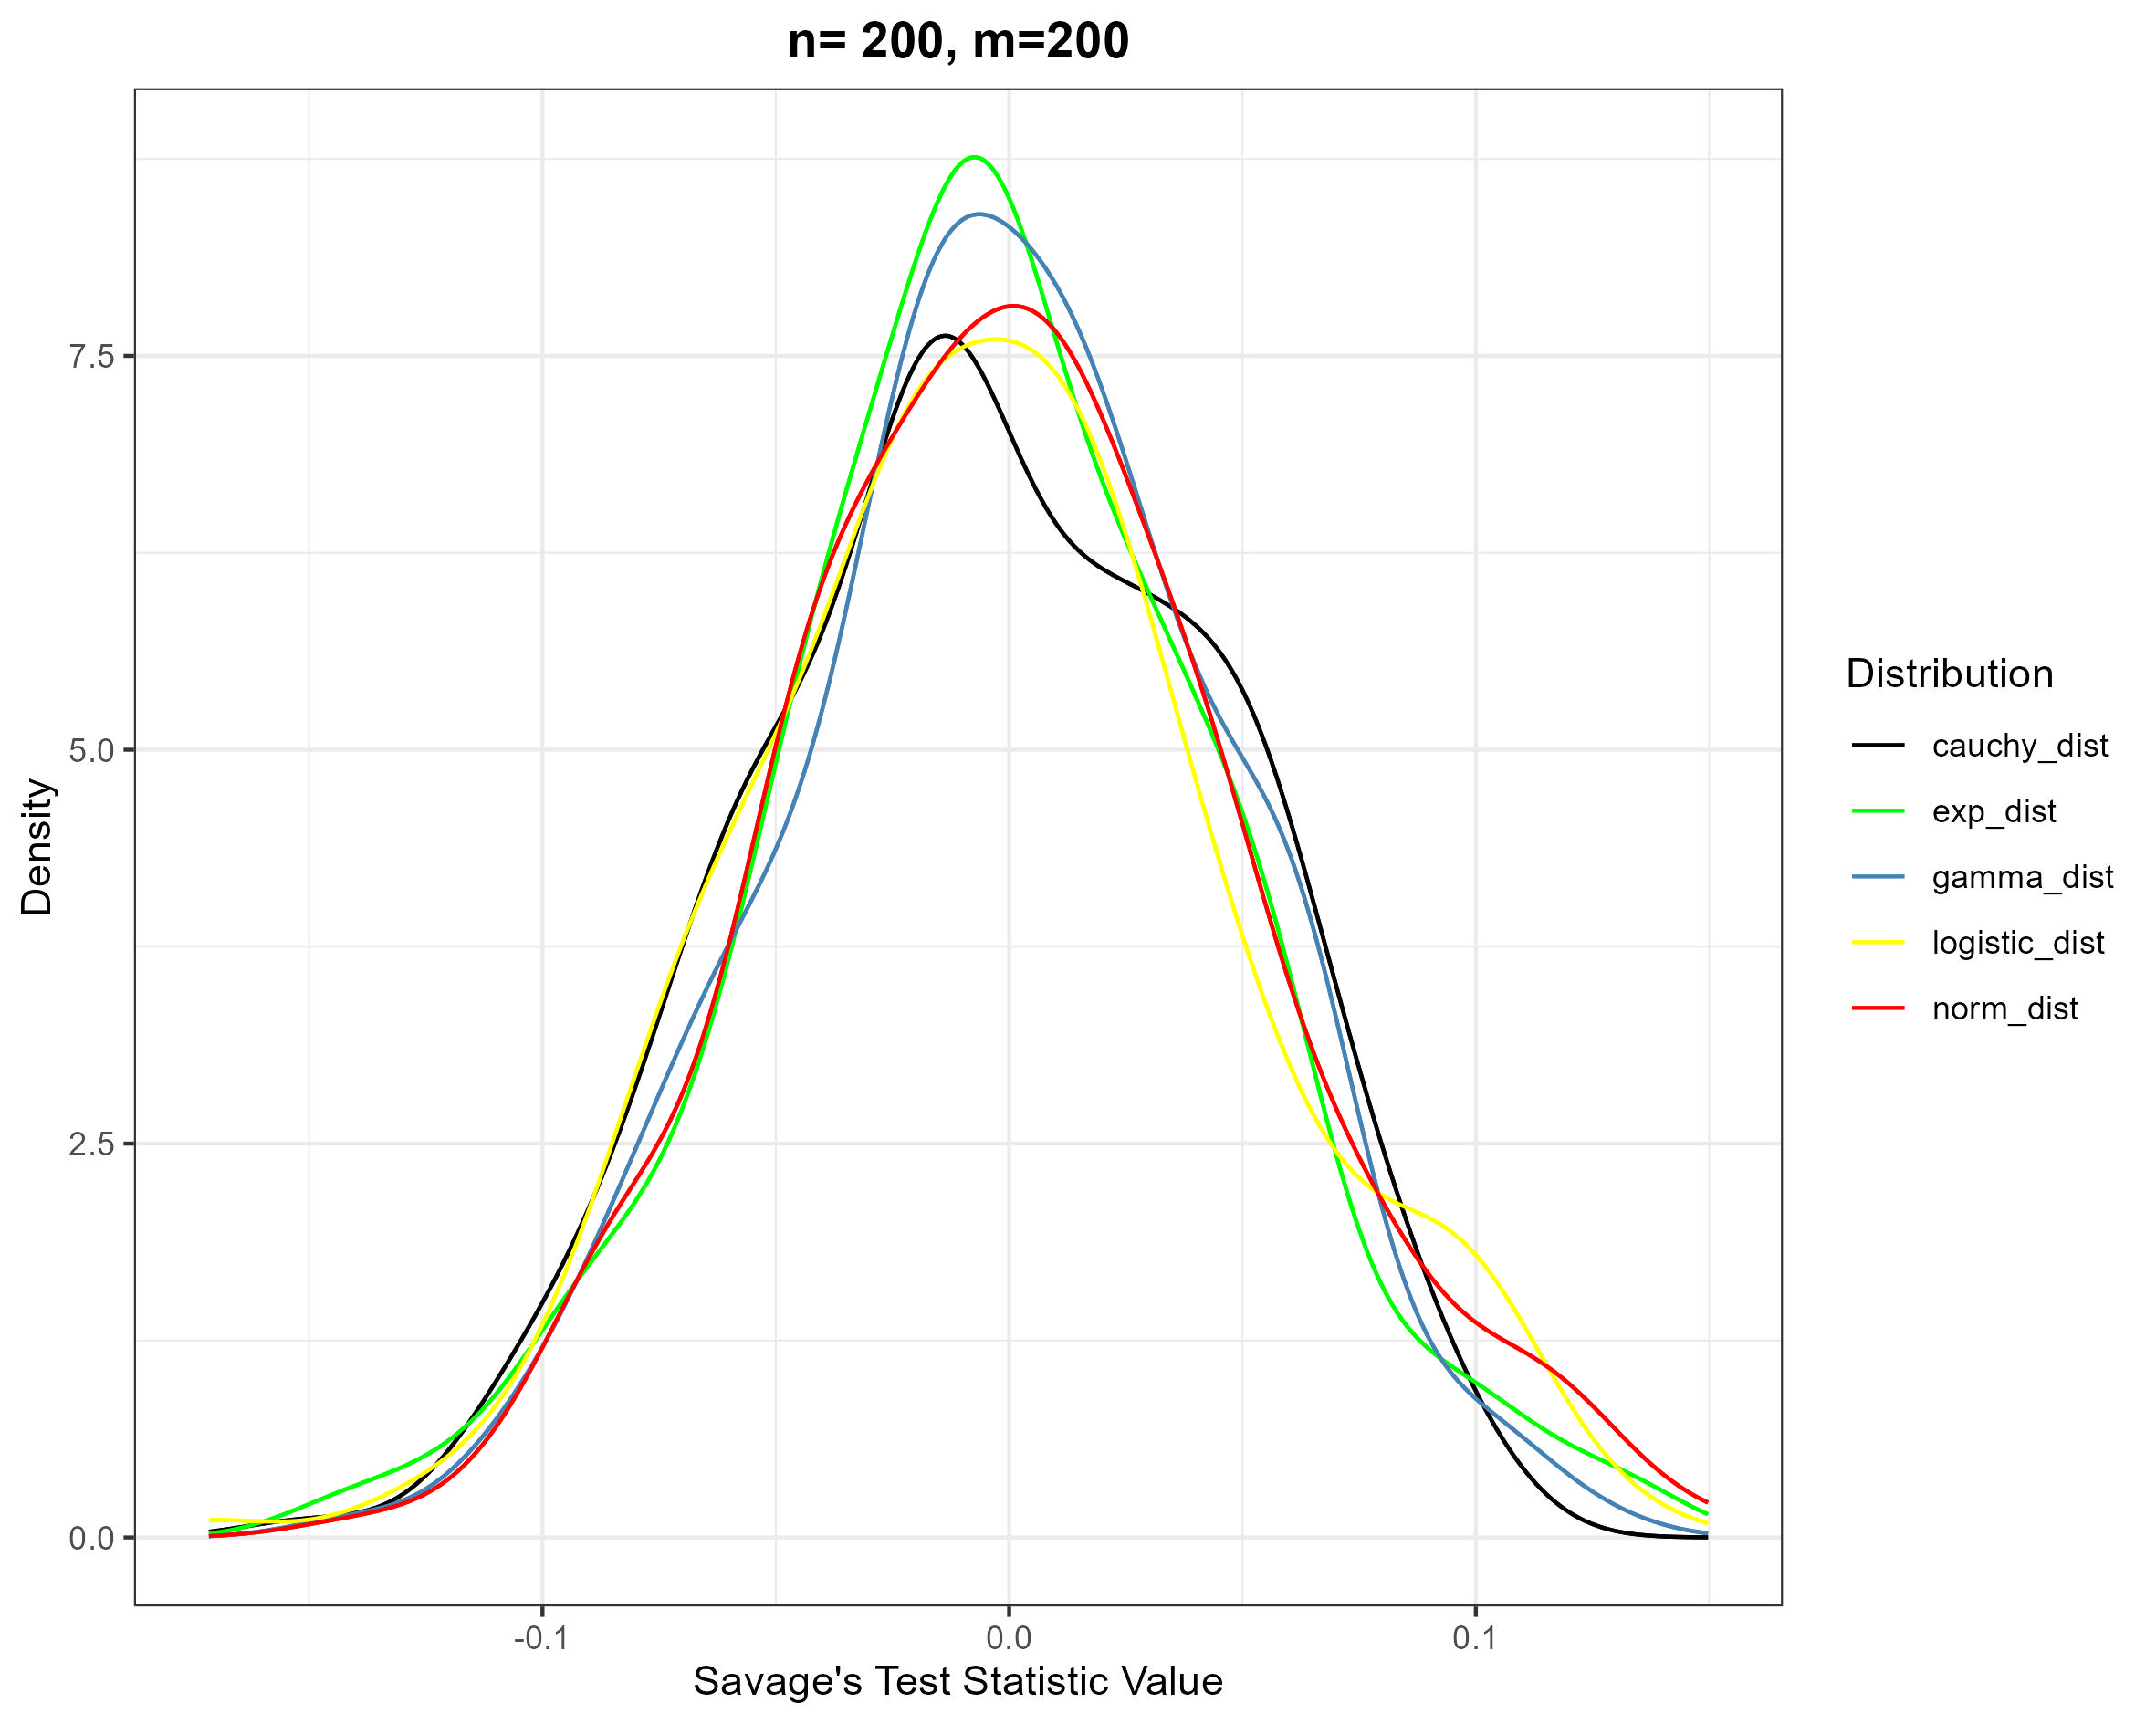 n= 200, m=200
Density
7.5
5.0
2.5
0.0
-0.1
0.0
0.1
Savage's Test Statistic Value
Distribution
cauchy_dist
exp_dist
gamma_dist
logistic_dist
norm_dist